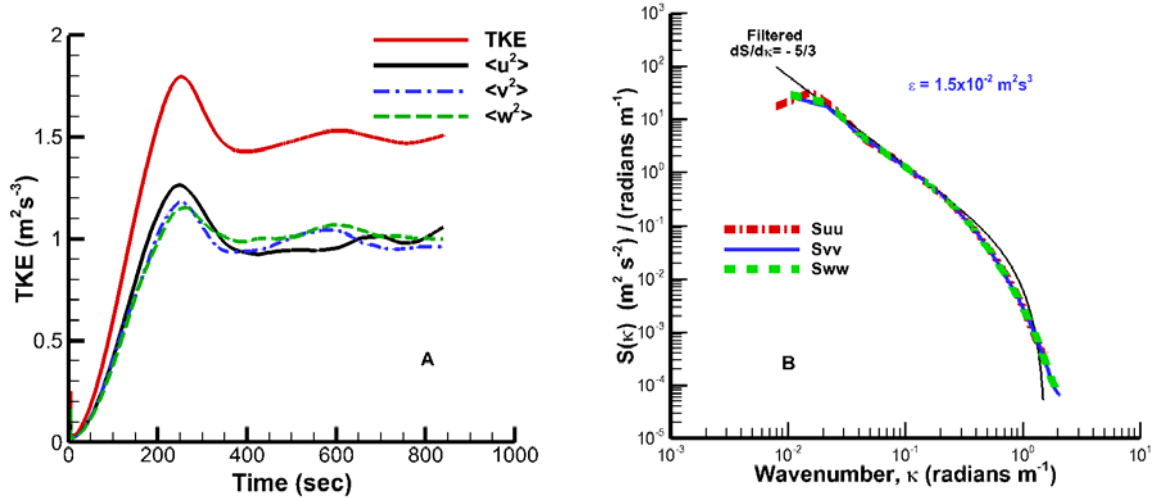 2
1.5
1
0.5
0
TKE (m²s⁻³)
0
200
400
600
800
1000
Time (sec)
TKE
<u²>
<v²>
<w²>
A
10³
10²
10¹
10⁰
10⁻¹
10⁻²
10⁻³
10⁻⁴
10⁻⁵
S(κ) (m² s⁻²) / (radians m⁻¹)
10⁻³
10⁻²
10⁻¹
10⁰
10¹
Wavenumber, κ (radians m⁻¹)
Filtered
dS/dκ= - 5/3
ε = 1.5x10⁻² m²s³
Suu
Svv
Sww
B